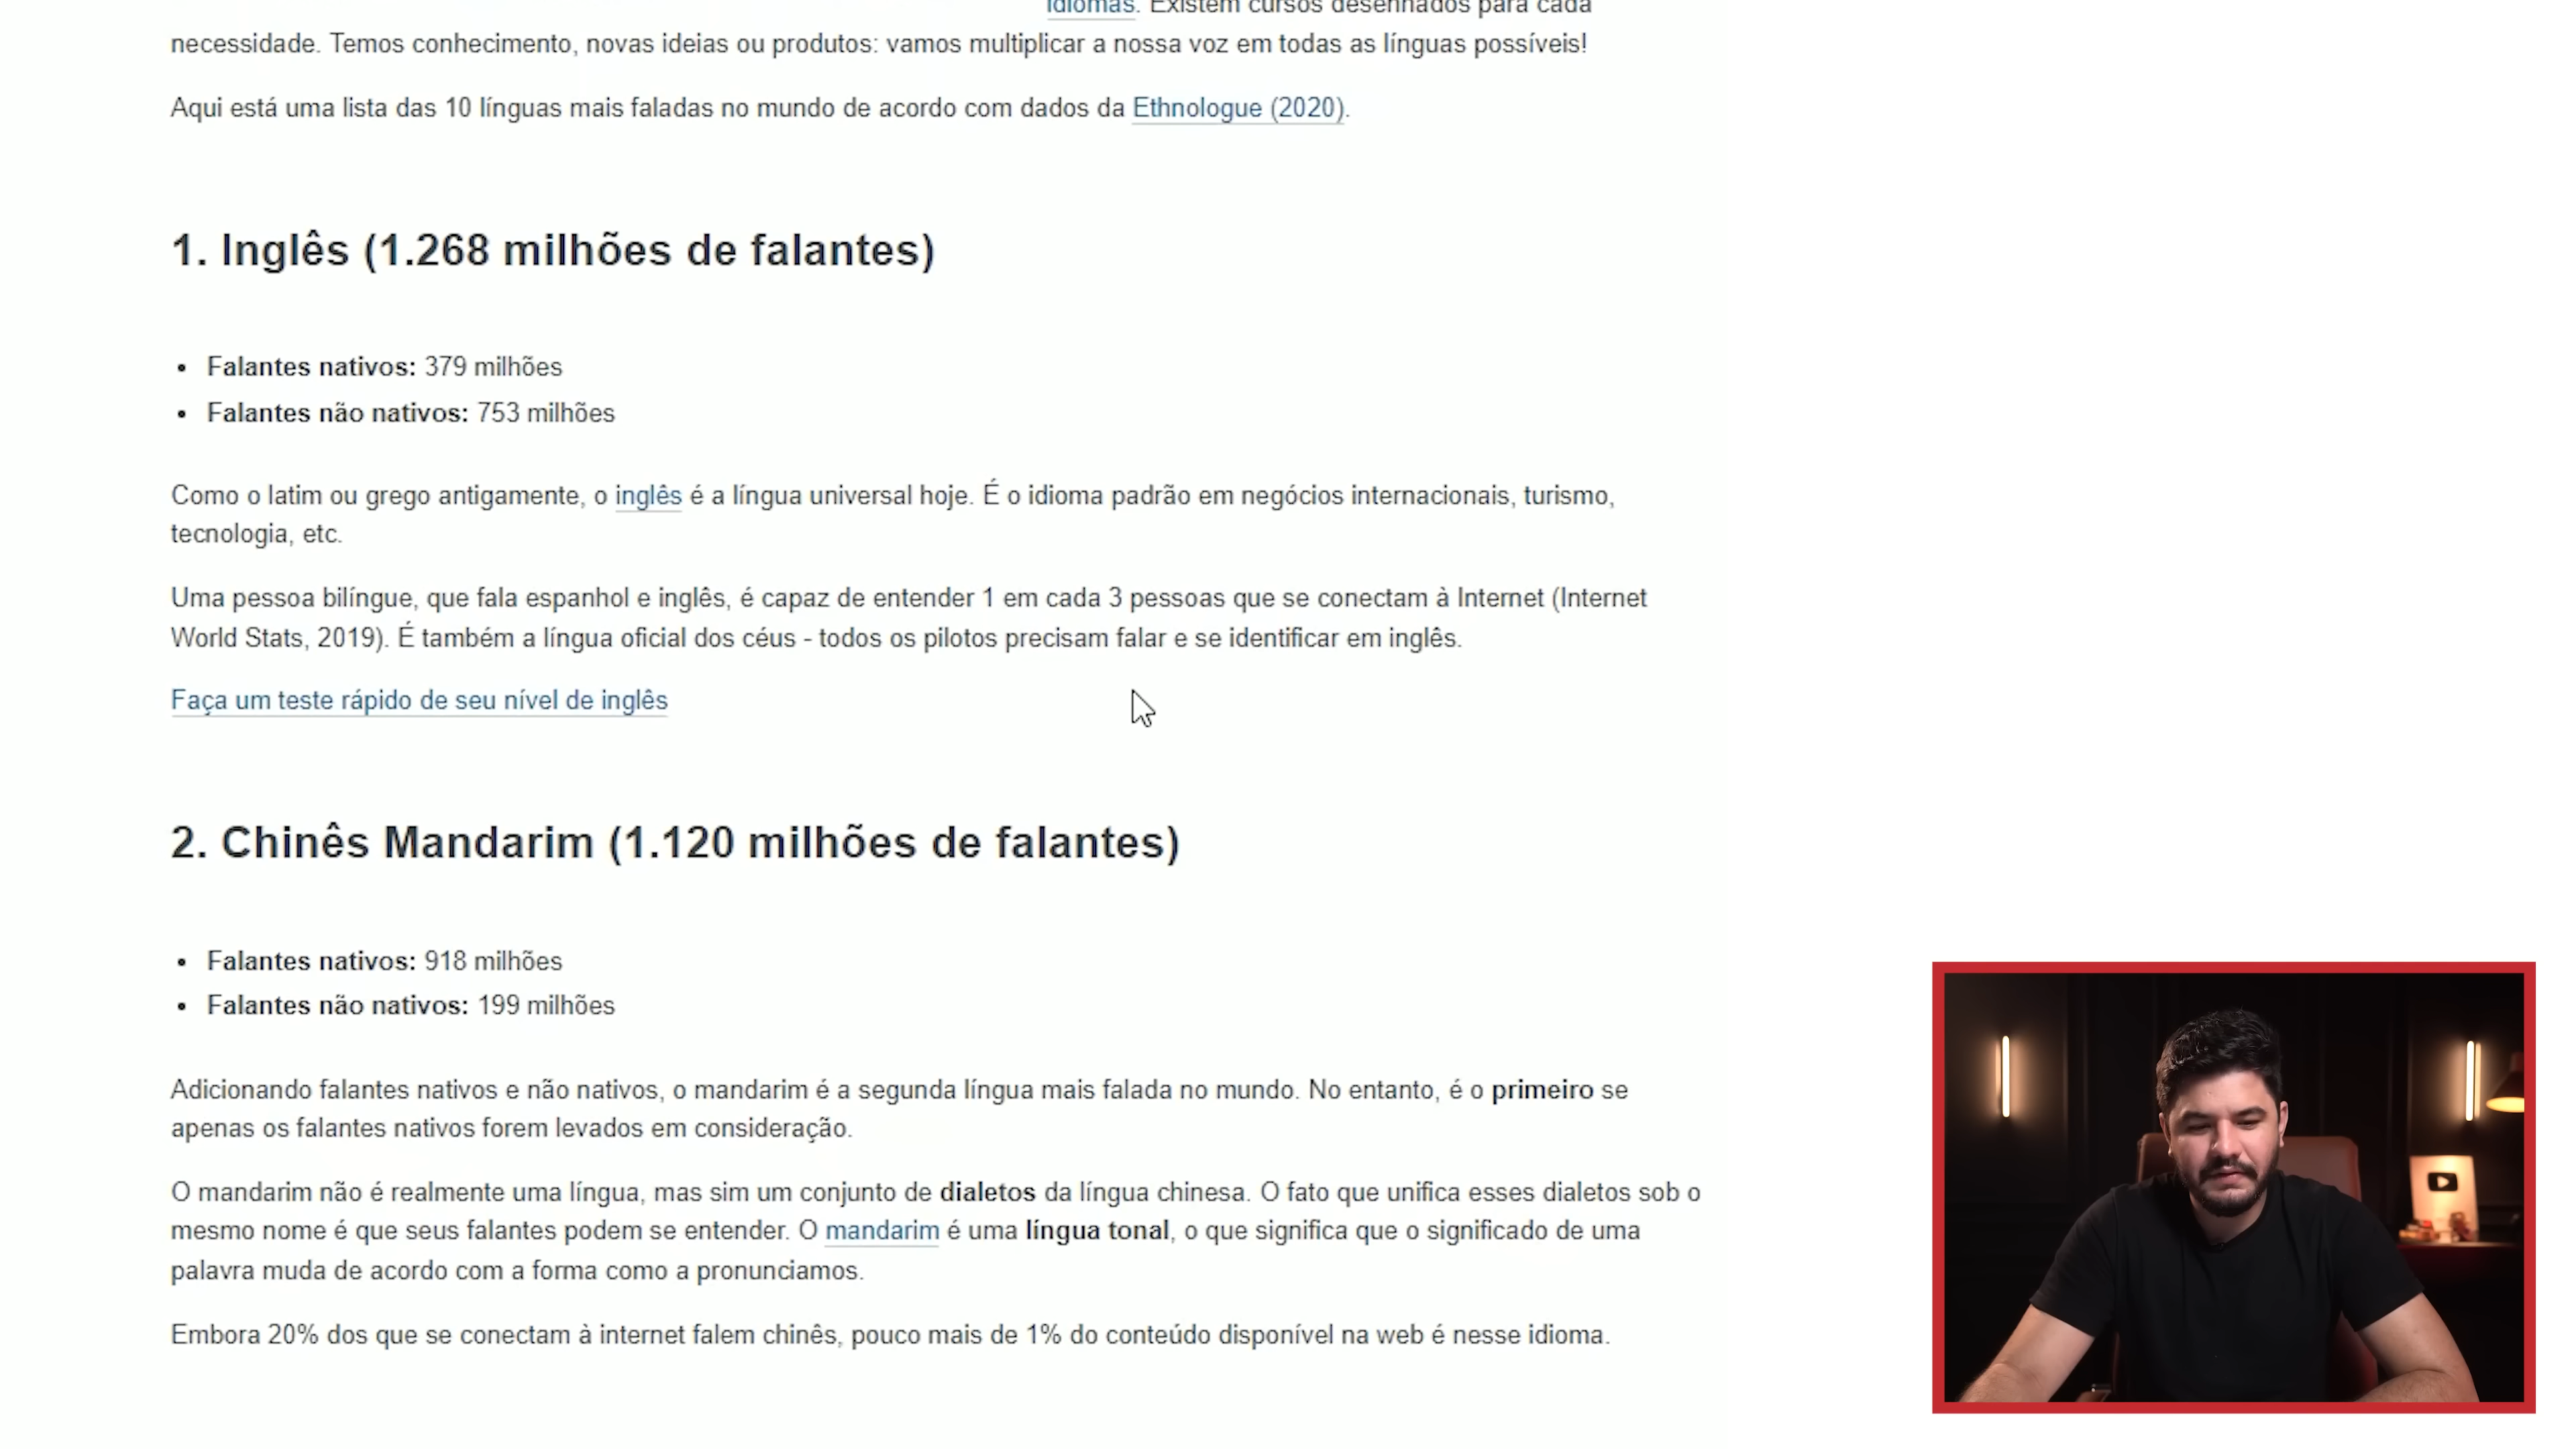 idiomas. Existem cursos desenhados para cada
necessidade. Temos conhecimento, novas ideias ou produtos: vamos multiplicar a nossa voz em todas as línguas possíveis!
Aqui está uma lista das 10 línguas mais faladas no mundo de acordo com dados da Ethnologue (2020).
1. Inglês (1.268 milhões de falantes)
• Falantes nativos: 379 milhões
• Falantes não nativos: 753 milhões
Como o latim ou grego antigamente, o inglês é a língua universal hoje. É o idioma padrão em negócios internacionais, turismo,
tecnologia, etc.
Uma pessoa bilíngue, que fala espanhol e inglês, é capaz de entender 1 em cada 3 pessoas que se conectam à Internet (Internet
World Stats, 2019). É também a língua oficial dos céus - todos os pilotos precisam falar e se identificar em inglês.
Faça um teste rápido de seu nível de inglês
2. Chinês Mandarim (1.120 milhões de falantes)
• Falantes nativos: 918 milhões
• Falantes não nativos: 199 milhões
Adicionando falantes nativos e não nativos, o mandarim é a segunda língua mais falada no mundo. No entanto, é o primeiro se
apenas os falantes nativos forem levados em consideração.
O mandarim não é realmente uma língua, mas sim um conjunto de dialetos da língua chinesa. O fato que unifica esses dialetos sob o
mesmo nome é que seus falantes podem se entender. O mandarim é uma língua tonal, o que significa que o significado de uma
palavra muda de acordo com a forma como a pronunciamos.
Embora 20% dos que se conectam à internet falem chinês, pouco mais de 1% do conteúdo disponível na web é nesse idioma.